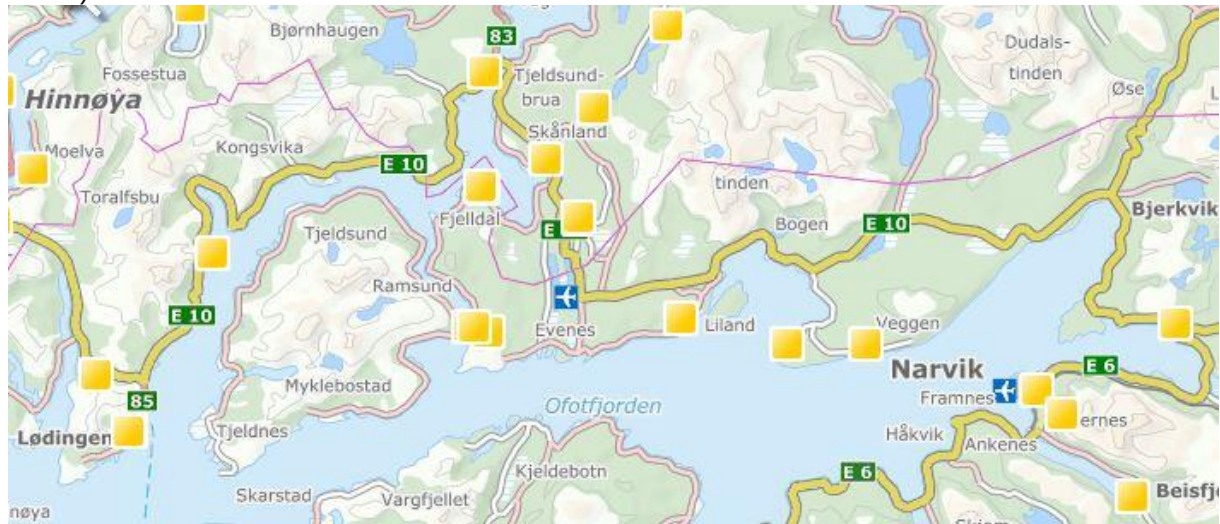 83
Bjørnhaugen
Dudals-
tinden
Fossestua
Tjeldsund-
brua
Øse
Hinnøya
Skånland
Moelva
Kongsvika
E 10
tinden
Toralfsbu
Fjelldal
Bjerkvik
Tjeldsund
E
Bogen
E 10
Ramsund
E 10
Evenes
Liland
Veggen
Narvik
E 6
Myklebostad
Framnes
85
Ofotfjorden
ernes
Lødingen
Tjeldnes
Håkvik
Ankenes
Kjeldebotn
E 6
Skarstad
Vargfjellet
Beisfj
nøya